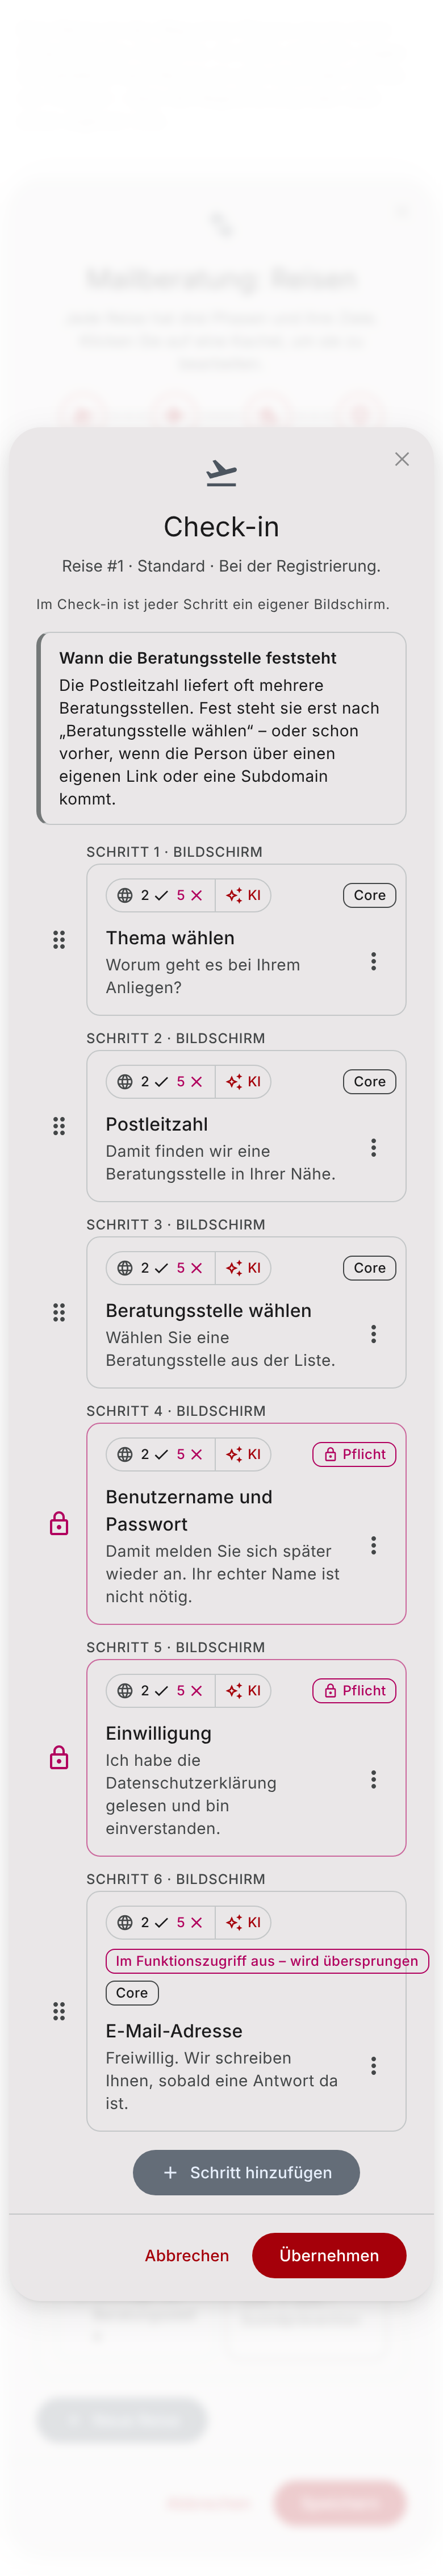 Mailberatung: Reisen
Check-in
Reise #1 · Standard · Bei der Registrierung.
Im Check-in ist jeder Schritt ein eigener Bildschirm.
Wann die Beratungsstelle feststeht
Die Postleitzahl liefert oft mehrere
Beratungsstellen. Fest steht sie erst nach
„Beratungsstelle wählen“ – oder schon
vorher, wenn die Person über einen
eigenen Link oder eine Subdomain
kommt.
SCHRITT 1 · BILDSCHIRM
2 5 KI Core
Thema wählen
Worum geht es bei Ihrem
Anliegen?
SCHRITT 2 · BILDSCHIRM
2 5 KI Core
Postleitzahl
Damit finden wir eine
Beratungsstelle in Ihrer Nähe.
SCHRITT 3 · BILDSCHIRM
2 5 KI Core
Beratungsstelle wählen
Wählen Sie eine
Beratungsstelle aus der Liste.
SCHRITT 4 · BILDSCHIRM
2 5 KI Pflicht
Benutzername und
Passwort
Damit melden Sie sich später
wieder an. Ihr echter Name ist
nicht nötig.
SCHRITT 5 · BILDSCHIRM
2 5 KI Pflicht
Einwilligung
Ich habe die
Datenschutzerklärung
gelesen und bin
einverstanden.
SCHRITT 6 · BILDSCHIRM
2 5 KI
Im Funktionszugriff aus – wird übersprungen
Core
E-Mail-Adresse
Freiwillig. Wir schreiben
Ihnen, sobald eine Antwort da
ist.
+ Schritt hinzufügen
Abbrechen Übernehmen